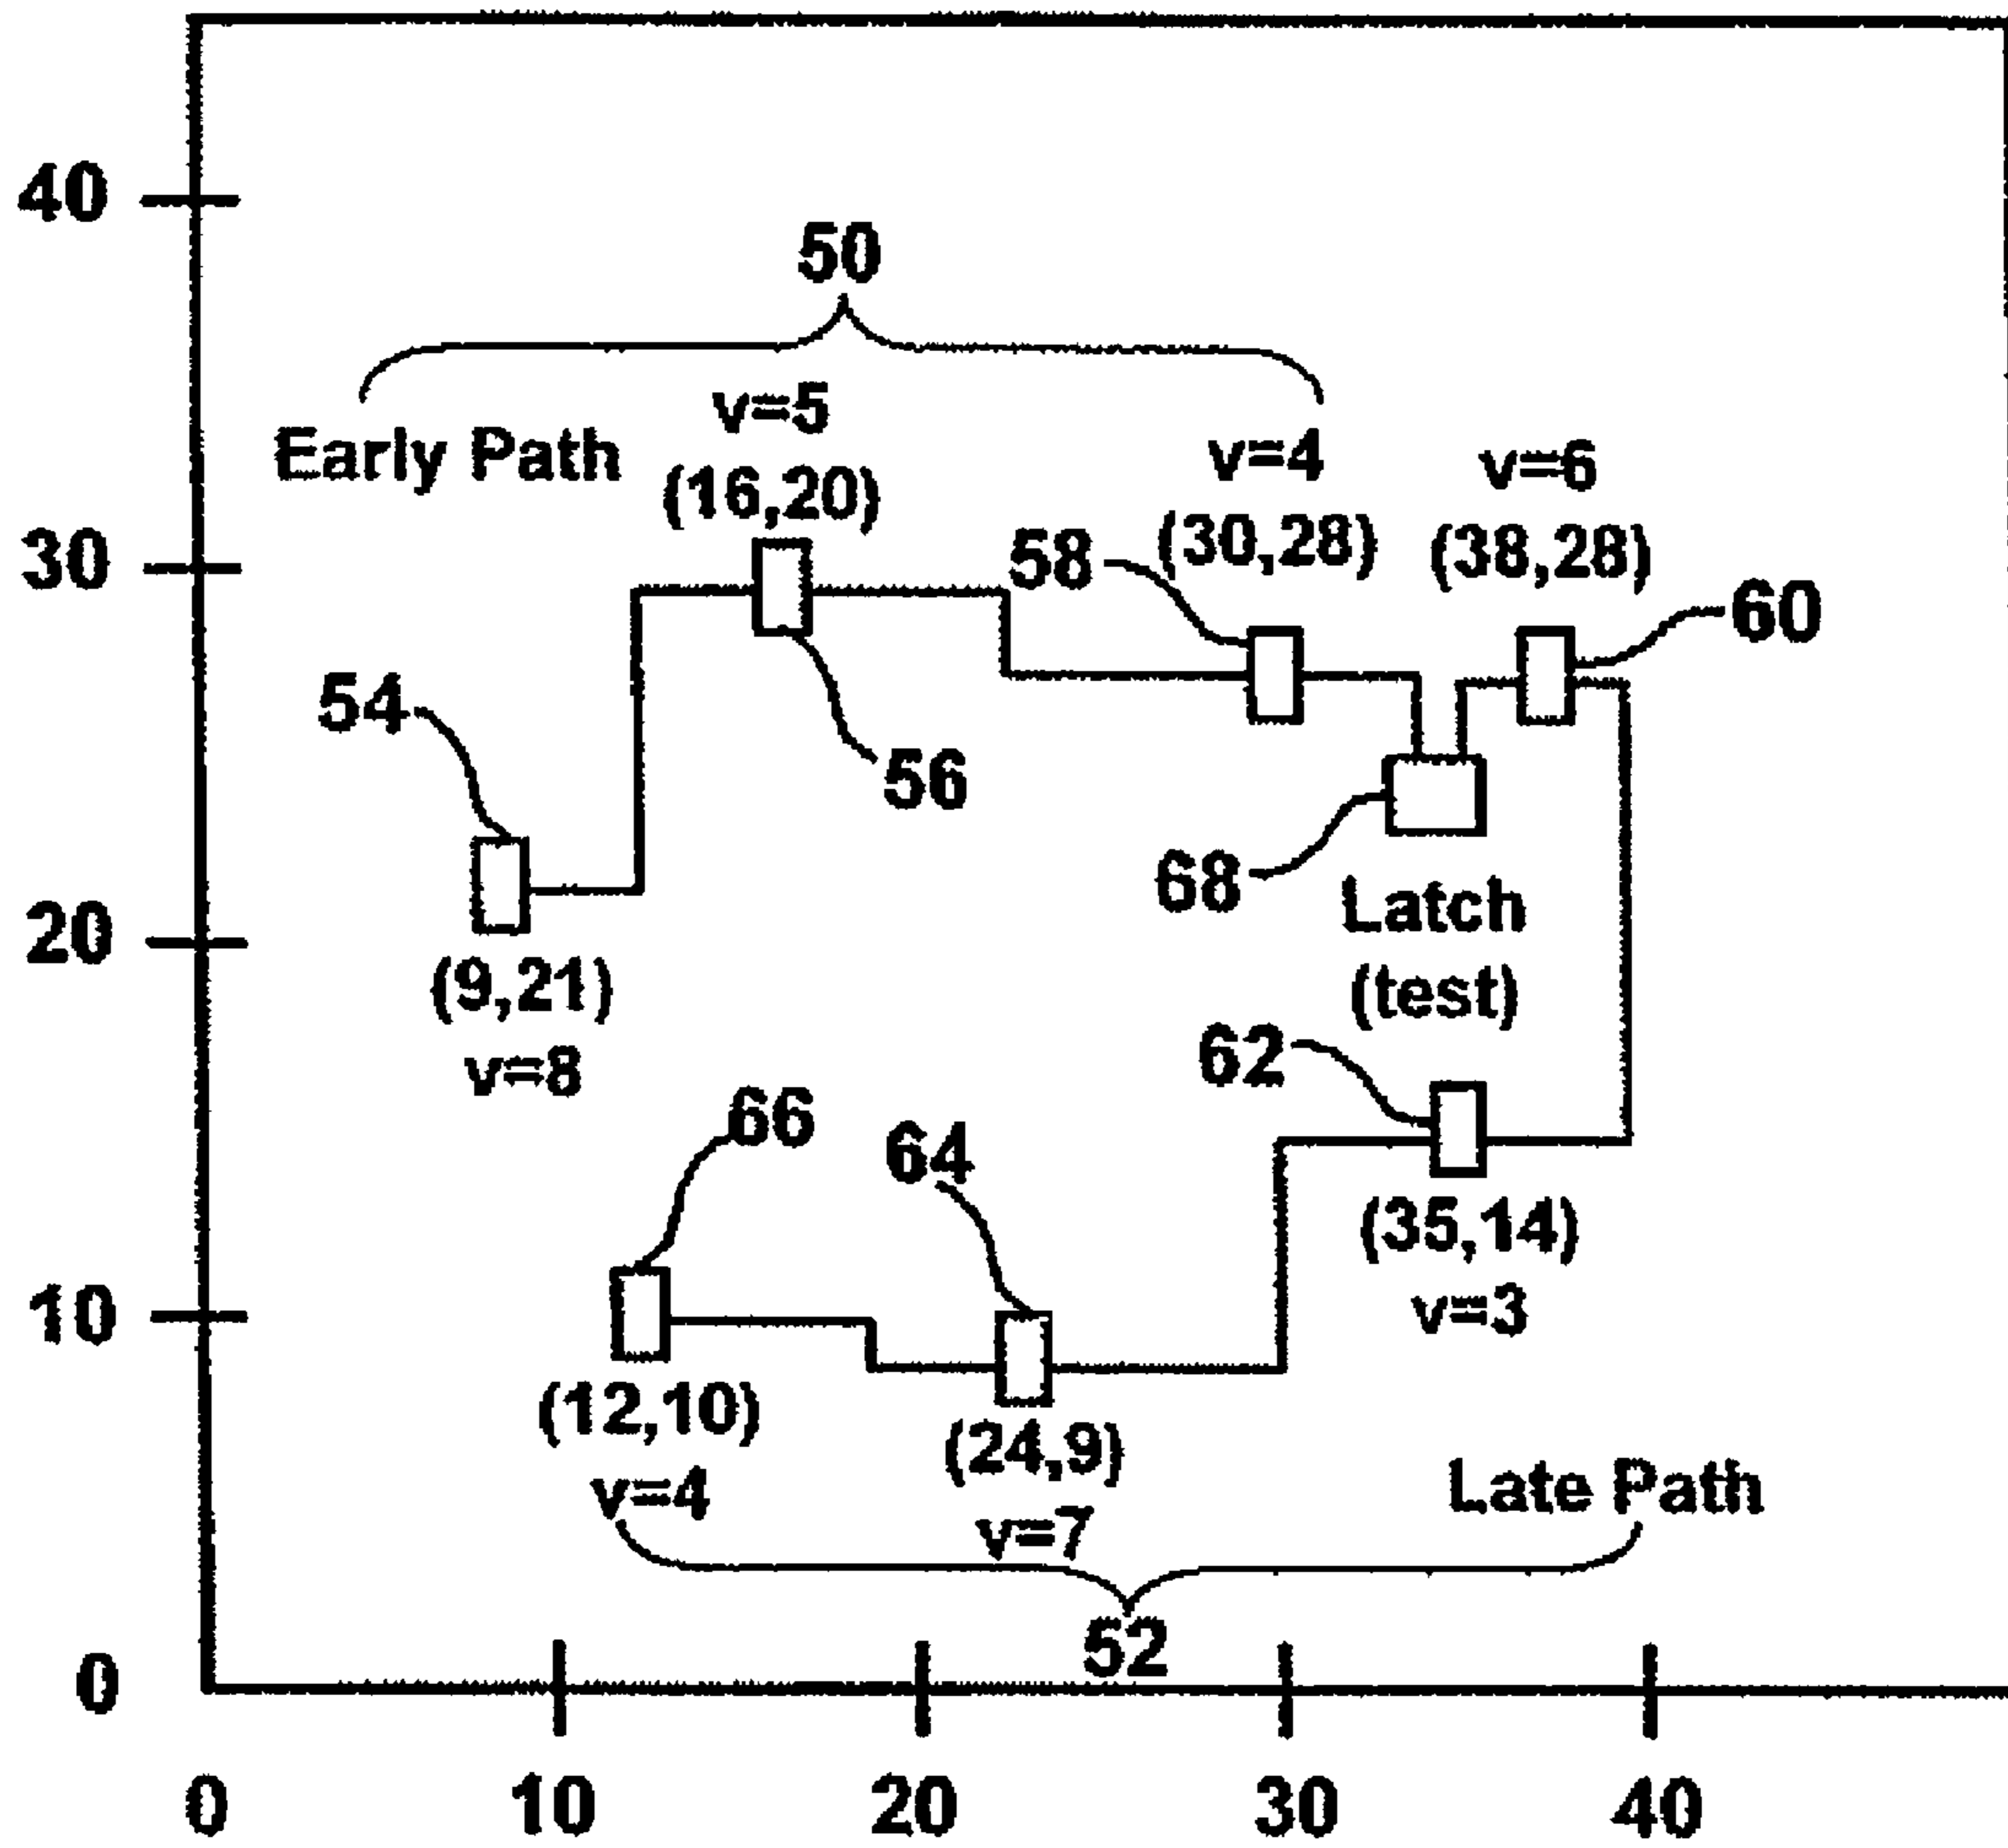 40
50
v=5
Early Path
(16,20)
v=4
v=6
30
58
(30,28)
(38,28)
60
54
56
68
Latch
(test)
20
(9,21)
v=8
62
66
64
(35,14)
v=3
10
(12,10)
v=4
(24,9)
v=7
Late Path
52
0
0
10
20
30
40